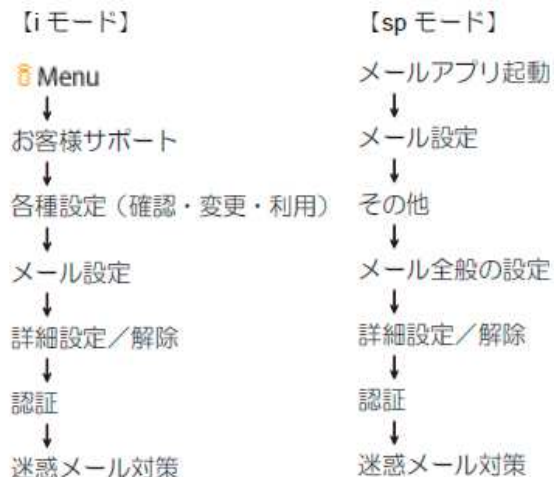 【i モード】
Menu
↓
お客様サポート
↓
各種設定（確認・変更・利用）
↓
メール設定
↓
詳細設定／解除
↓
認証
↓
迷惑メール対策
【sp モード】
メールアプリ起動
↓
メール設定
↓
その他
↓
メール全般の設定
↓
詳細設定／解除
↓
認証
↓
迷惑メール対策